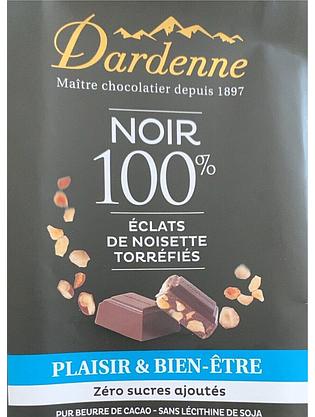 Dardenne
Maître chocolatier depuis 1897
NOIR
100%
ÉCLATS
DE NOISETTE
TORRÉFIÉS
PLAISIR & BIEN-ÊTRE
Zéro sucres ajoutés
PUR BEURRE DE CACAO - SANS LÉCITHINE DE SOJA